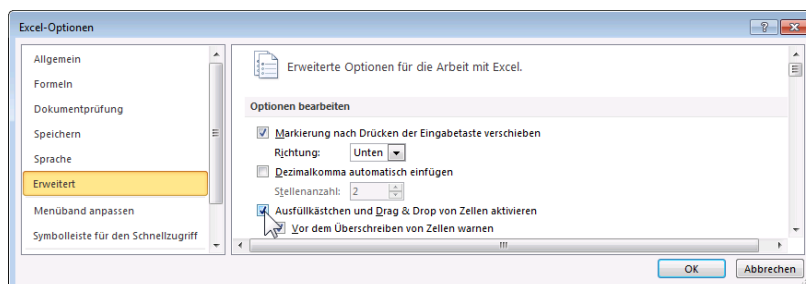 Excel-Optionen
Allgemein
Formeln
Dokumentprüfung
Speichern
Sprache
Erweitert
Menüband anpassen
Symbolleiste für den Schnellzugriff
Erweiterte Optionen für die Arbeit mit Excel.
Optionen bearbeiten
Markierung nach Drücken der Eingabetaste verschieben
Richtung: Unten
Dezimalkomma automatisch einfügen
Stellenanzahl: 2
Ausfüllkästchen und Drag & Drop von Zellen aktivieren
Vor dem Überschreiben von Zellen warnen
OK Abbrechen